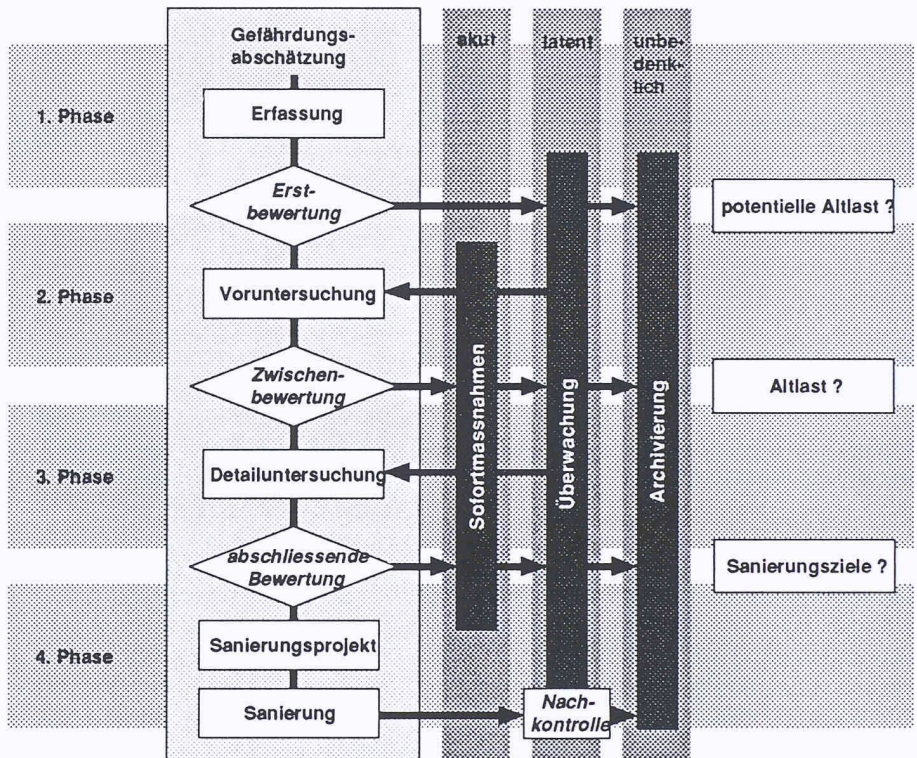 Gefährdungs-
abschätzung
akut
latent
unbe-
denk-
lich
1. Phase
Erfassung
Erst-
bewertung
potentielle Altlast ?
2. Phase
Voruntersuchung
Zwischen-
bewertung
Altlast ?
Sofortmassnahmen
Überwachung
Archivierung
3. Phase
Detailuntersuchung
abschliessende
Bewertung
Sanierungsziele ?
4. Phase
Sanierungsprojekt
Sanierung
Nach-
kontrolle